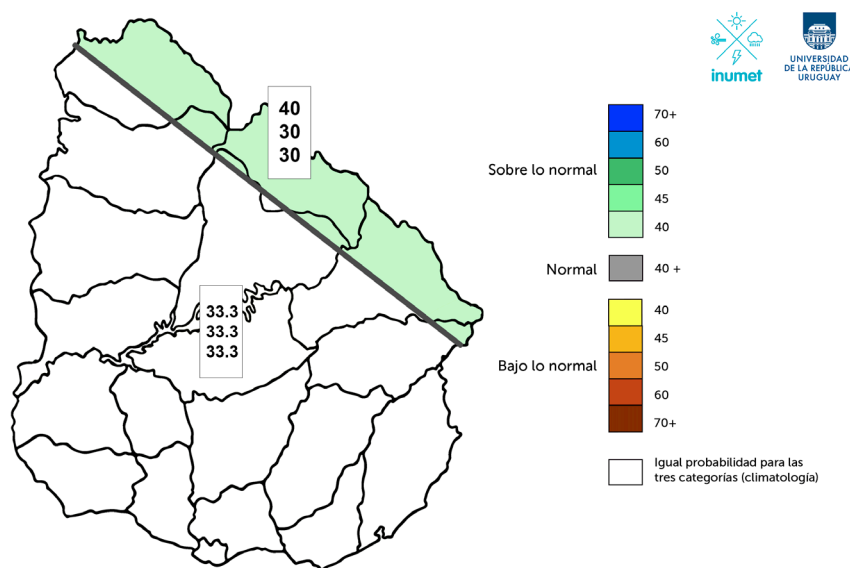 inumet
UNIVERSIDAD
DE LA REPÚBLICA
URUGUAY
40
30
30
33.3
33.3
33.3
Sobre lo normal
70+
60
50
45
40
Normal
40 +
Bajo lo normal
40
45
50
60
70+
Igual probabilidad para las
tres categorías (climatología)